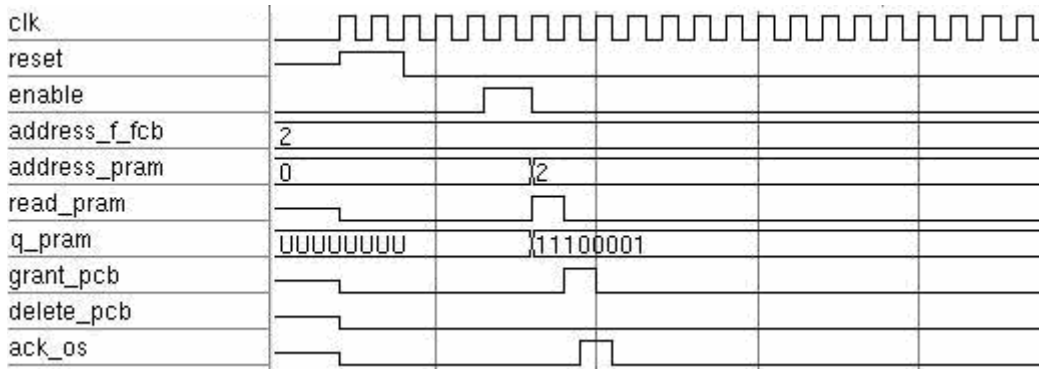 clk
reset
enable
address_f_fcb
2
address_pram
0 2
read_pram
q_pram
UUUUUUUU 11100001
grant_pcb
delete_pcb
ack_os